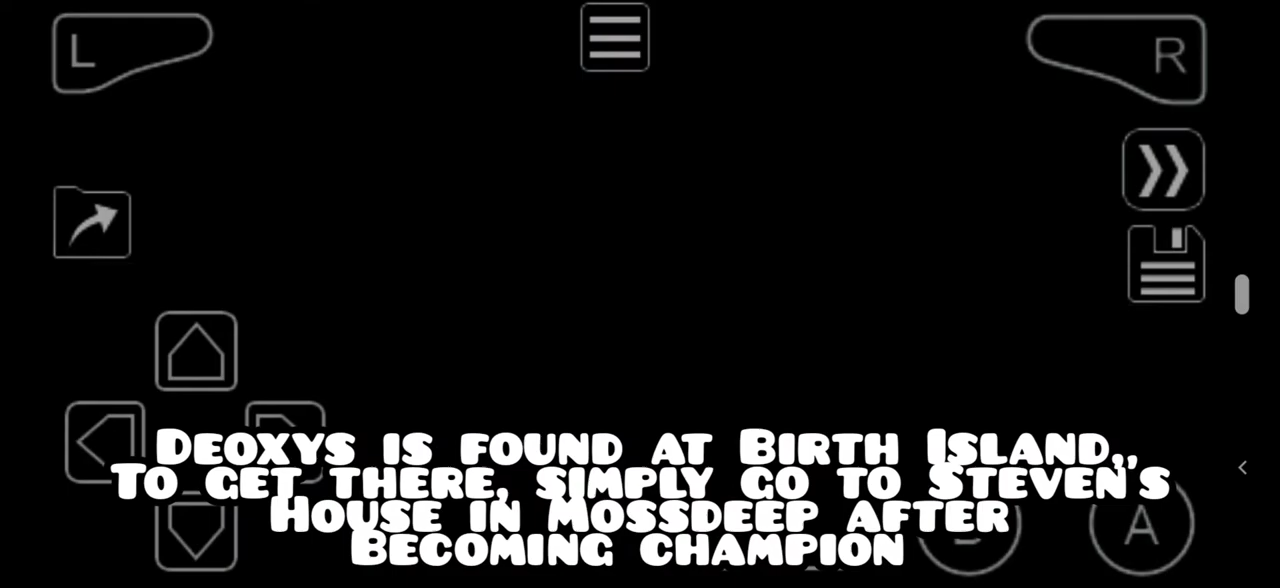 L
R
Deoxys is found at Birth Island,,
To get there, simply go to Steven's
House in Mossdeep after
Becoming champion
A